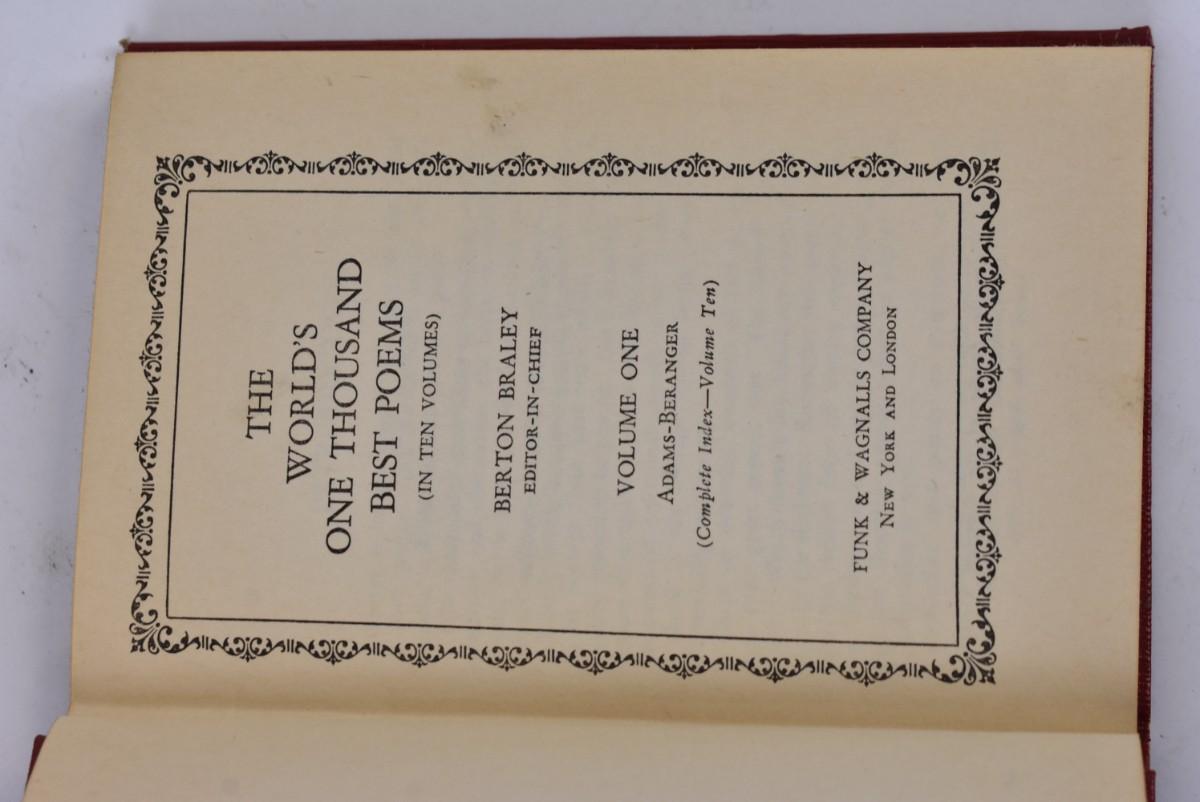 THE
WORLD'S
ONE THOUSAND
BEST POEMS
(IN TEN VOLUMES)
BERTON BRALEY
EDITOR-IN-CHIEF
VOLUME ONE
ADAMS-BERANGER
(Complete Index—Volume Ten)
FUNK & WAGNALLS COMPANY
NEW YORK AND LONDON